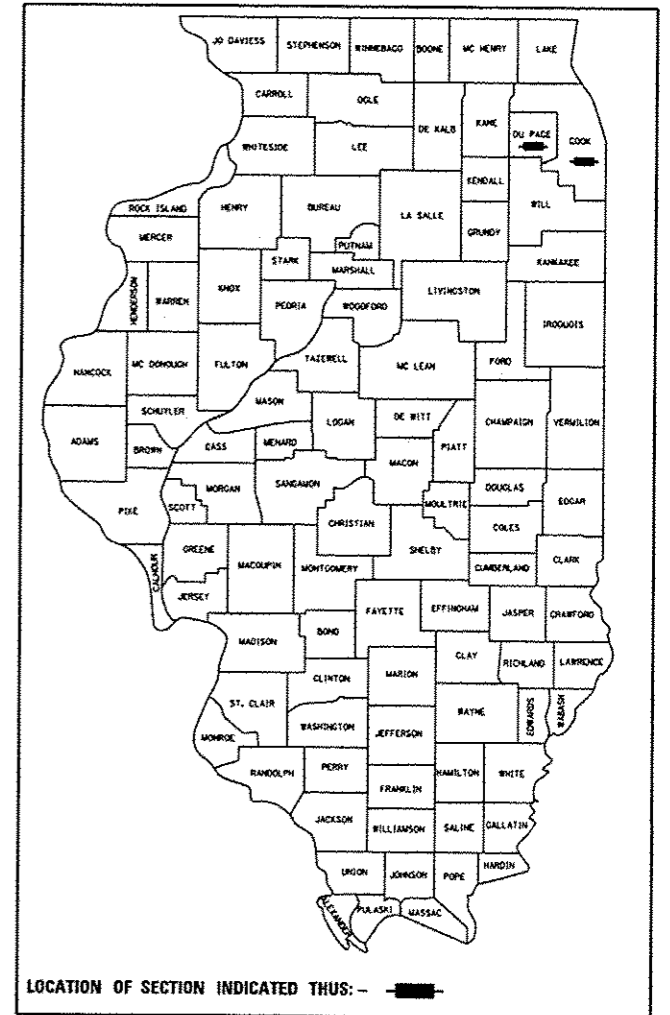 JO DAVIESS STEPHENSON WINNEBAGO BOONE MC HENRY LAKE
CARROLL OGLE DE KALB KANE DU PAGE COOK
WHITESIDE LEE
KENDALL WILL
ROCK ISLAND HENRY BUREAU LA SALLE GRUNDY
MERCER PUTNAM
STARK MARSHALL KANKAKEE
HENDERSON WARREN KNOX PEORIA WOODFORD LIVINGSTON IROQUOIS
HANCOCK MC DONOUGH FULTON TAZEWELL MC LEAN FORD
MASON
SCHUYLER LOGAN DE WITT CHAMPAIGN VERMILION
ADAMS BROWN CASS MENARD MACON PIATT
MORGAN SANGAMON DOUGLAS
PIKE SCOTT CHRISTIAN MOULTRIE EDGAR
COLES
GREENE SHELBY
CALHOUN MACOUPIN MONTGOMERY CUMBERLAND CLARK
JERSEY FAYETTE EFFINGHAM JASPER CRAWFORD
MADISON BOND
CLAY RICHLAND LAWRENCE
CLINTON MARION
ST. CLAIR WAYNE EDWARDS WABASH
WASHINGTON JEFFERSON
MONROE
RANDOLPH PERRY HAMILTON WHITE
FRANKLIN
JACKSON WILLIAMSON SALINE GALLATIN
UNION JOHNSON POPE HARDIN
ALEXANDER PULASKI MASSAC
LOCATION OF SECTION INDICATED THUS: -